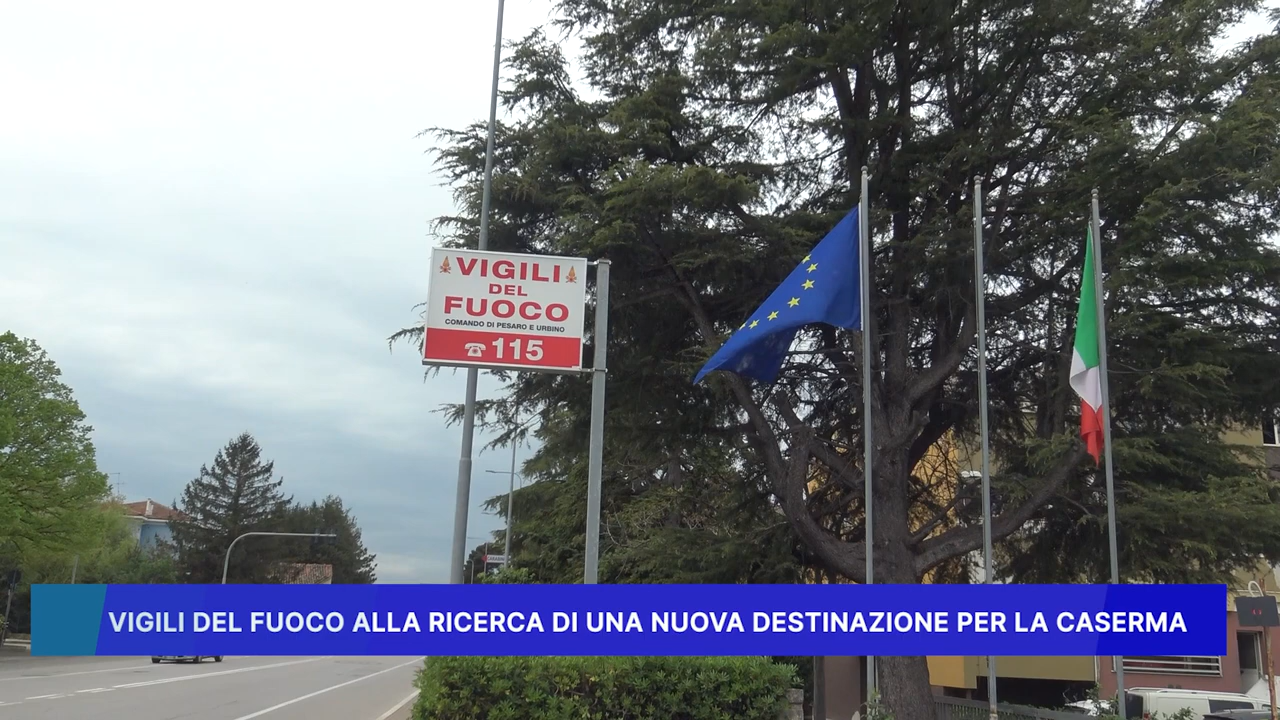 VIGILI
DEL
FUOCO
COMANDO DI PESARO E URBINO
115
VIGILI DEL FUOCO ALLA RICERCA DI UNA NUOVA DESTINAZIONE PER LA CASERMA